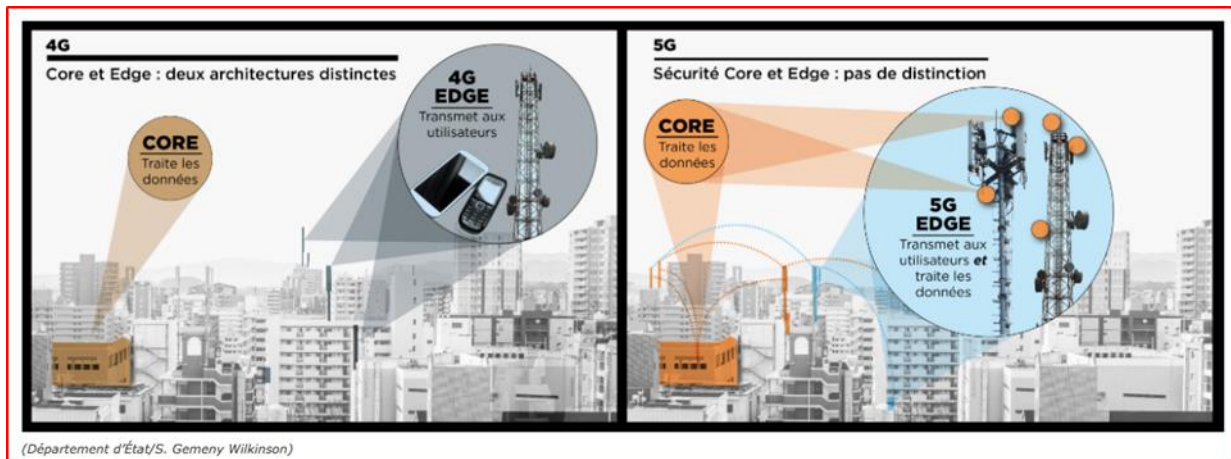 4G
Core et Edge : deux architectures distinctes
CORE
Traite les
données
4G
EDGE
Transmet aux
utilisateurs
5G
Sécurité Core et Edge : pas de distinction
CORE
Traite les
données
5G
EDGE
Transmet aux
utilisateurs et
traite les
données
(Département d'État/S. Gemeny Wilkinson)